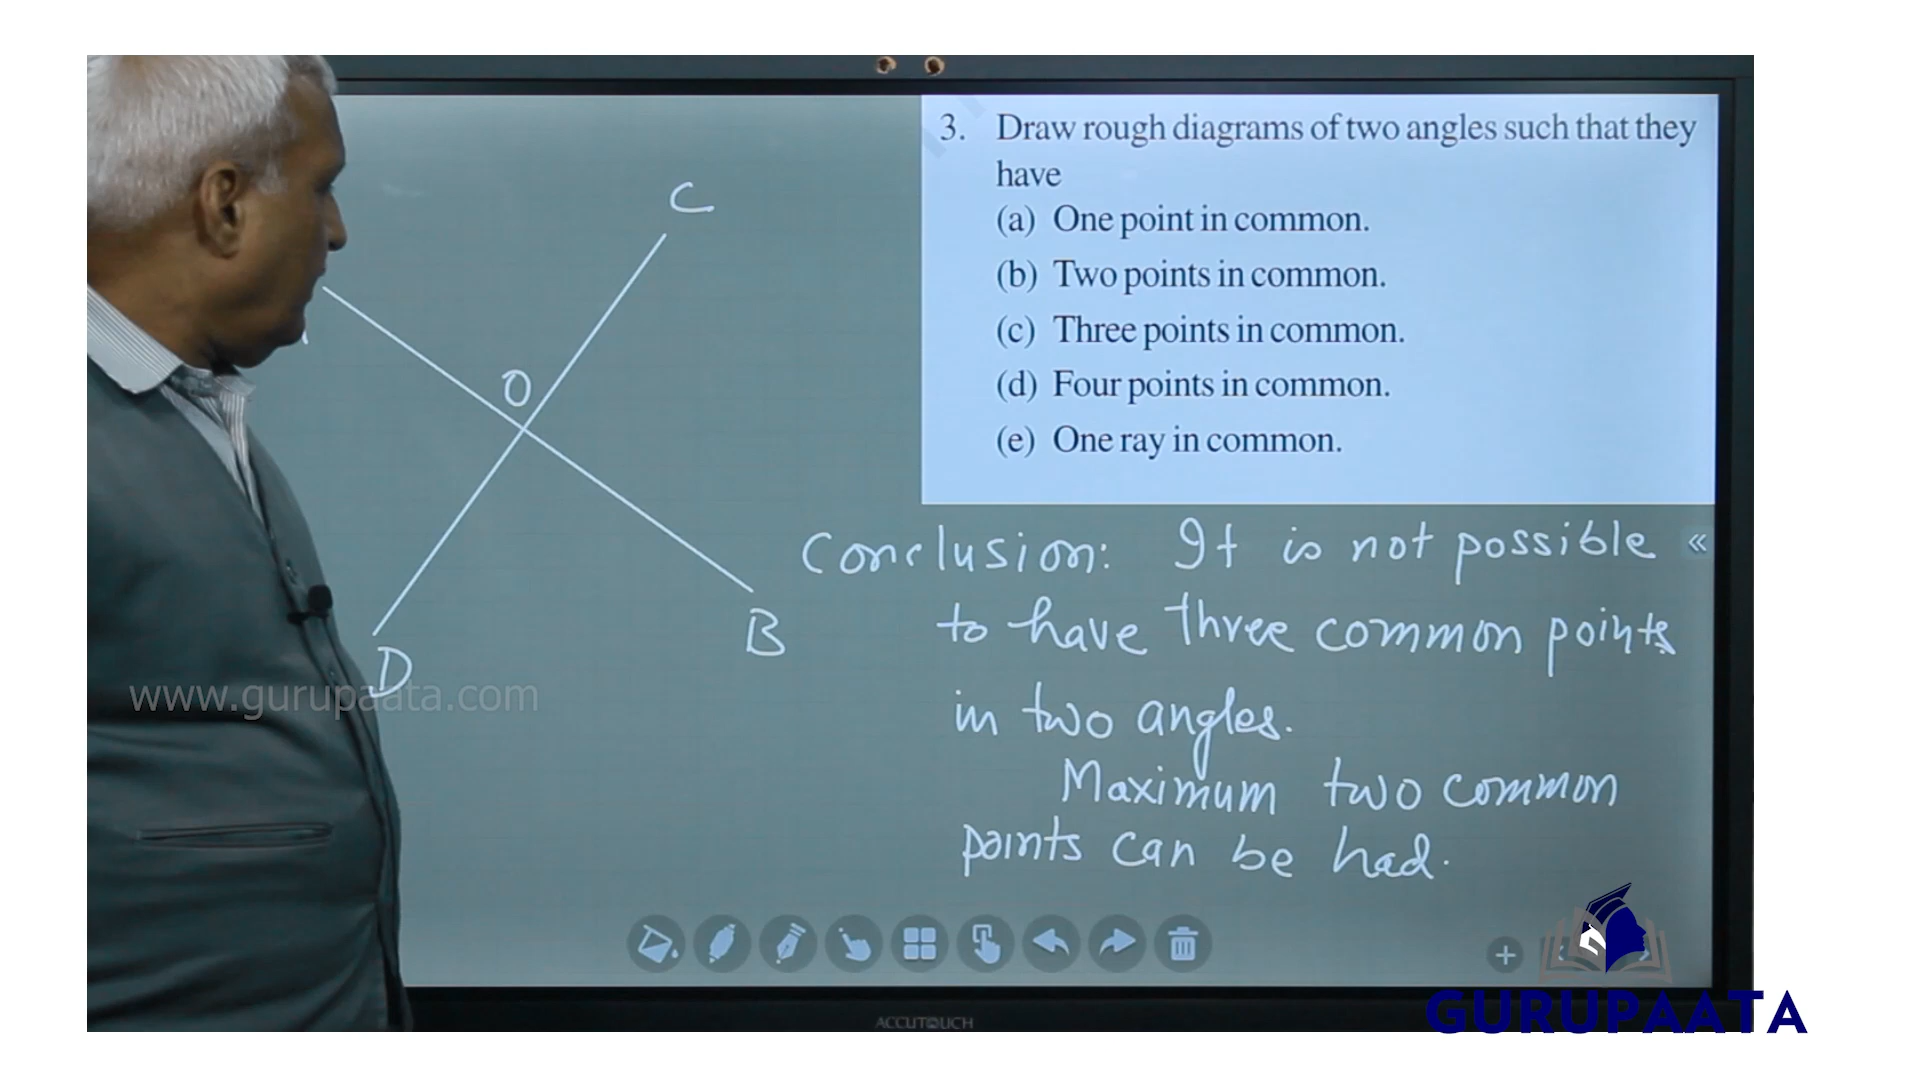 3. Draw rough diagrams of two angles such that they
have
(a) One point in common.
(b) Two points in common.
(c) Three points in common.
(d) Four points in common.
(e) One ray in common.
C
O
B
D
Conclusion: It is not possible
to have three common points
in two angles.
Maximum two common
points can be had.
www.gurupaata.com
ACCUTOUCH
GURUPAATA